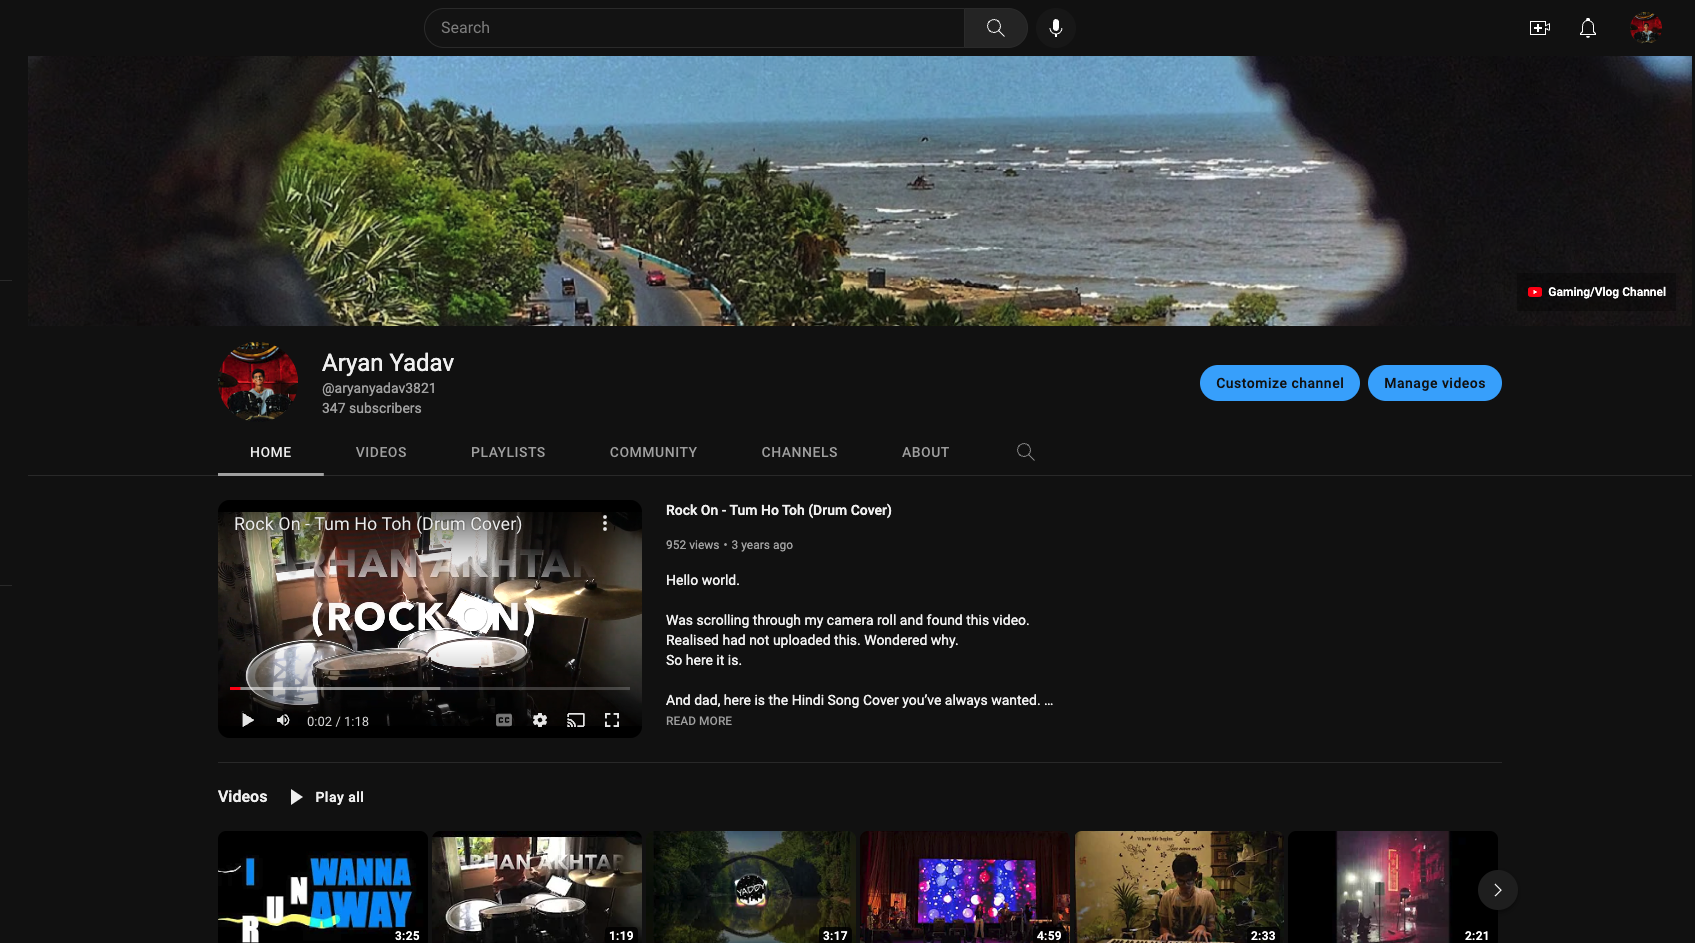 Search
Gaming/Vlog Channel
Aryan Yadav
@aryanyadav3821
347 subscribers
Customize channel
Manage videos
HOME
VIDEOS
PLAYLISTS
COMMUNITY
CHANNELS
ABOUT
Rock On - Tum Ho Toh (Drum Cover)
RHAN AKHTAR
(ROCK ON)
CC
0:02 / 1:18
Rock On - Tum Ho Toh (Drum Cover)
952 views • 3 years ago
Hello world.
Was scrolling through my camera roll and found this video.
Realised had not uploaded this. Wondered why.
So here it is.
And dad, here is the Hindi Song Cover you’ve always wanted. ...
READ MORE
Videos
Play all
I WANNA
RUN AWAY
3:25
RHAN AKHTAR
1:19
YADDY
3:17
4:59
2:33
2:21